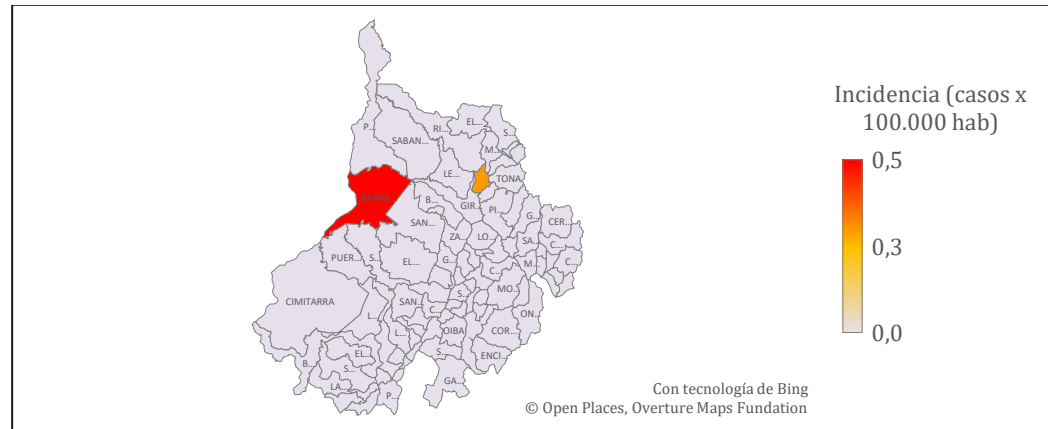 Incidencia (casos x
100.000 hab)
0,5
0,3
0,0
EL...
RI...
P...
S...
SABAN...
M...
LE...
TONA
BARRA...
B...
GIR...
PI...
SAN...
G...
CER...
ZA...
LO...
SA...
C...
PUER...
S...
EL...
G...
C...
M...
C...
CIMITARRA
SAN...
C...
S...
MO...
L...
ON...
L...
OIBA
COR...
EL...
S...
ENCI...
B...
S...
LA...
P...
GA...
Con tecnología de Bing
© Open Places, Overture Maps Fundation